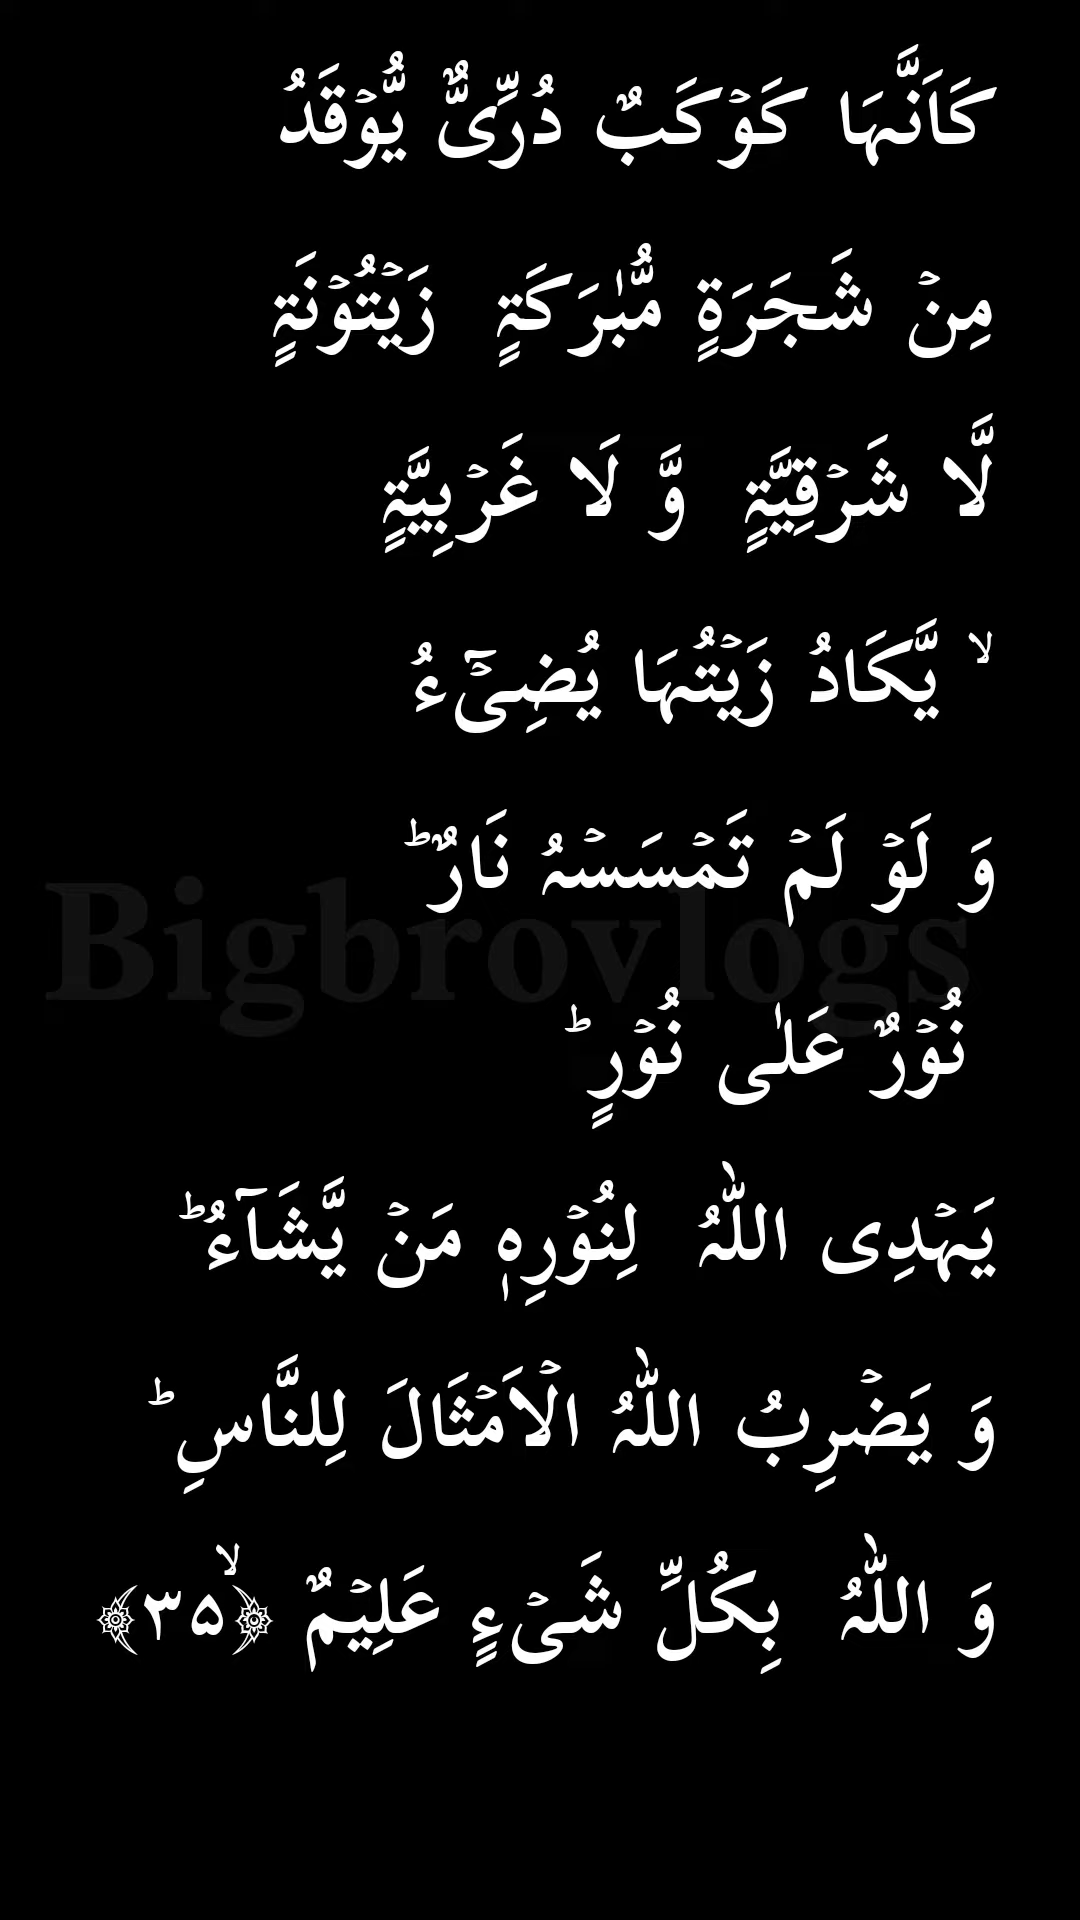 کَاَنَّہَا کَوۡکَبٌ دُرِّیٌّ یُّوۡقَدُ
مِنۡ شَجَرَۃٍ مُّبٰرَکَۃٍ زَیۡتُوۡنَۃٍ
لَّا شَرۡقِیَّۃٍ وَّ لَا غَرۡبِیَّۃٍ
ۙ یَّکَادُ زَیۡتُہَا یُضِیۡٓءُ
وَ لَوۡ لَمۡ تَمۡسَسۡہُ نَارٌ ؕ
Bigbrovlogs
نُوۡرٌ عَلٰی نُوۡرٍ ؕ
یَہۡدِی اللّٰہُ لِنُوۡرِہٖ مَنۡ یَّشَآءُ ؕ
وَ یَضۡرِبُ اللّٰہُ الۡاَمۡثَالَ لِلنَّاسِ ؕ
وَ اللّٰہُ بِکُلِّ شَیۡءٍ عَلِیۡمٌ ﴿ۙ۳۵﴾